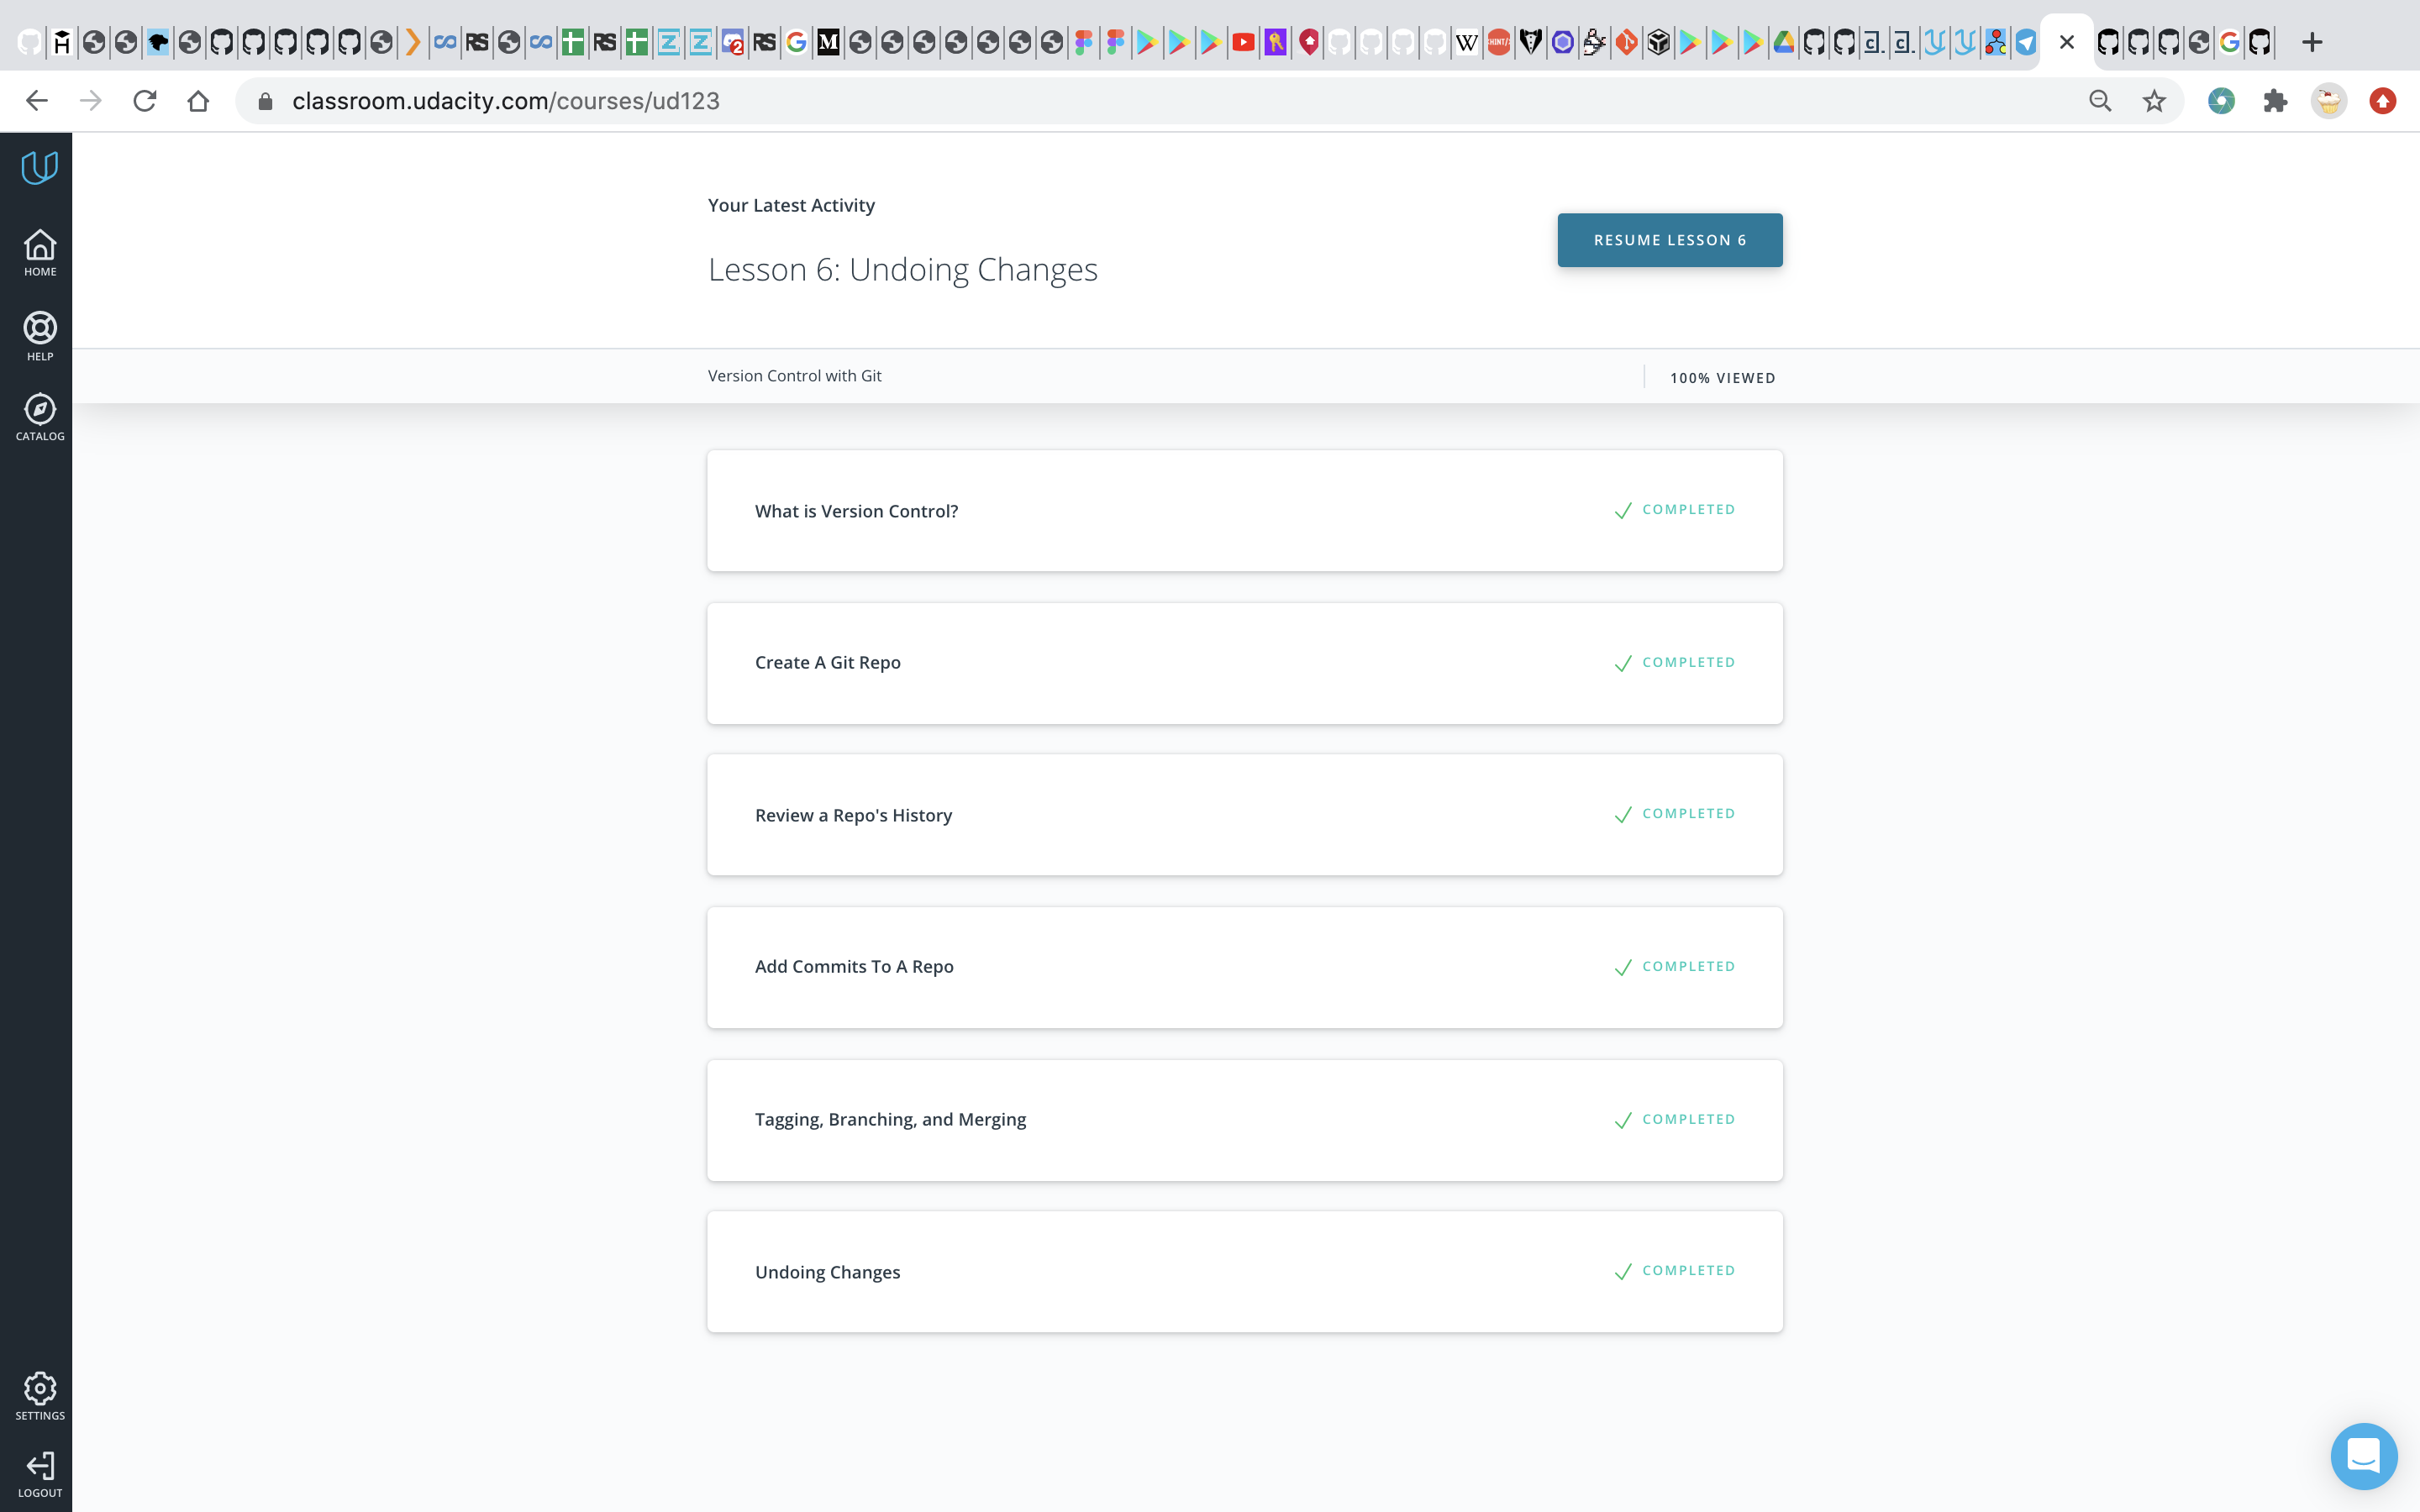 classroom.udacity.com/courses/ud123
HOME
HELP
CATALOG
SETTINGS
LOGOUT
Your Latest Activity
Lesson 6: Undoing Changes
RESUME LESSON 6
Version Control with Git
100% VIEWED
What is Version Control?
COMPLETED
Create A Git Repo
COMPLETED
Review a Repo's History
COMPLETED
Add Commits To A Repo
COMPLETED
Tagging, Branching, and Merging
COMPLETED
Undoing Changes
COMPLETED